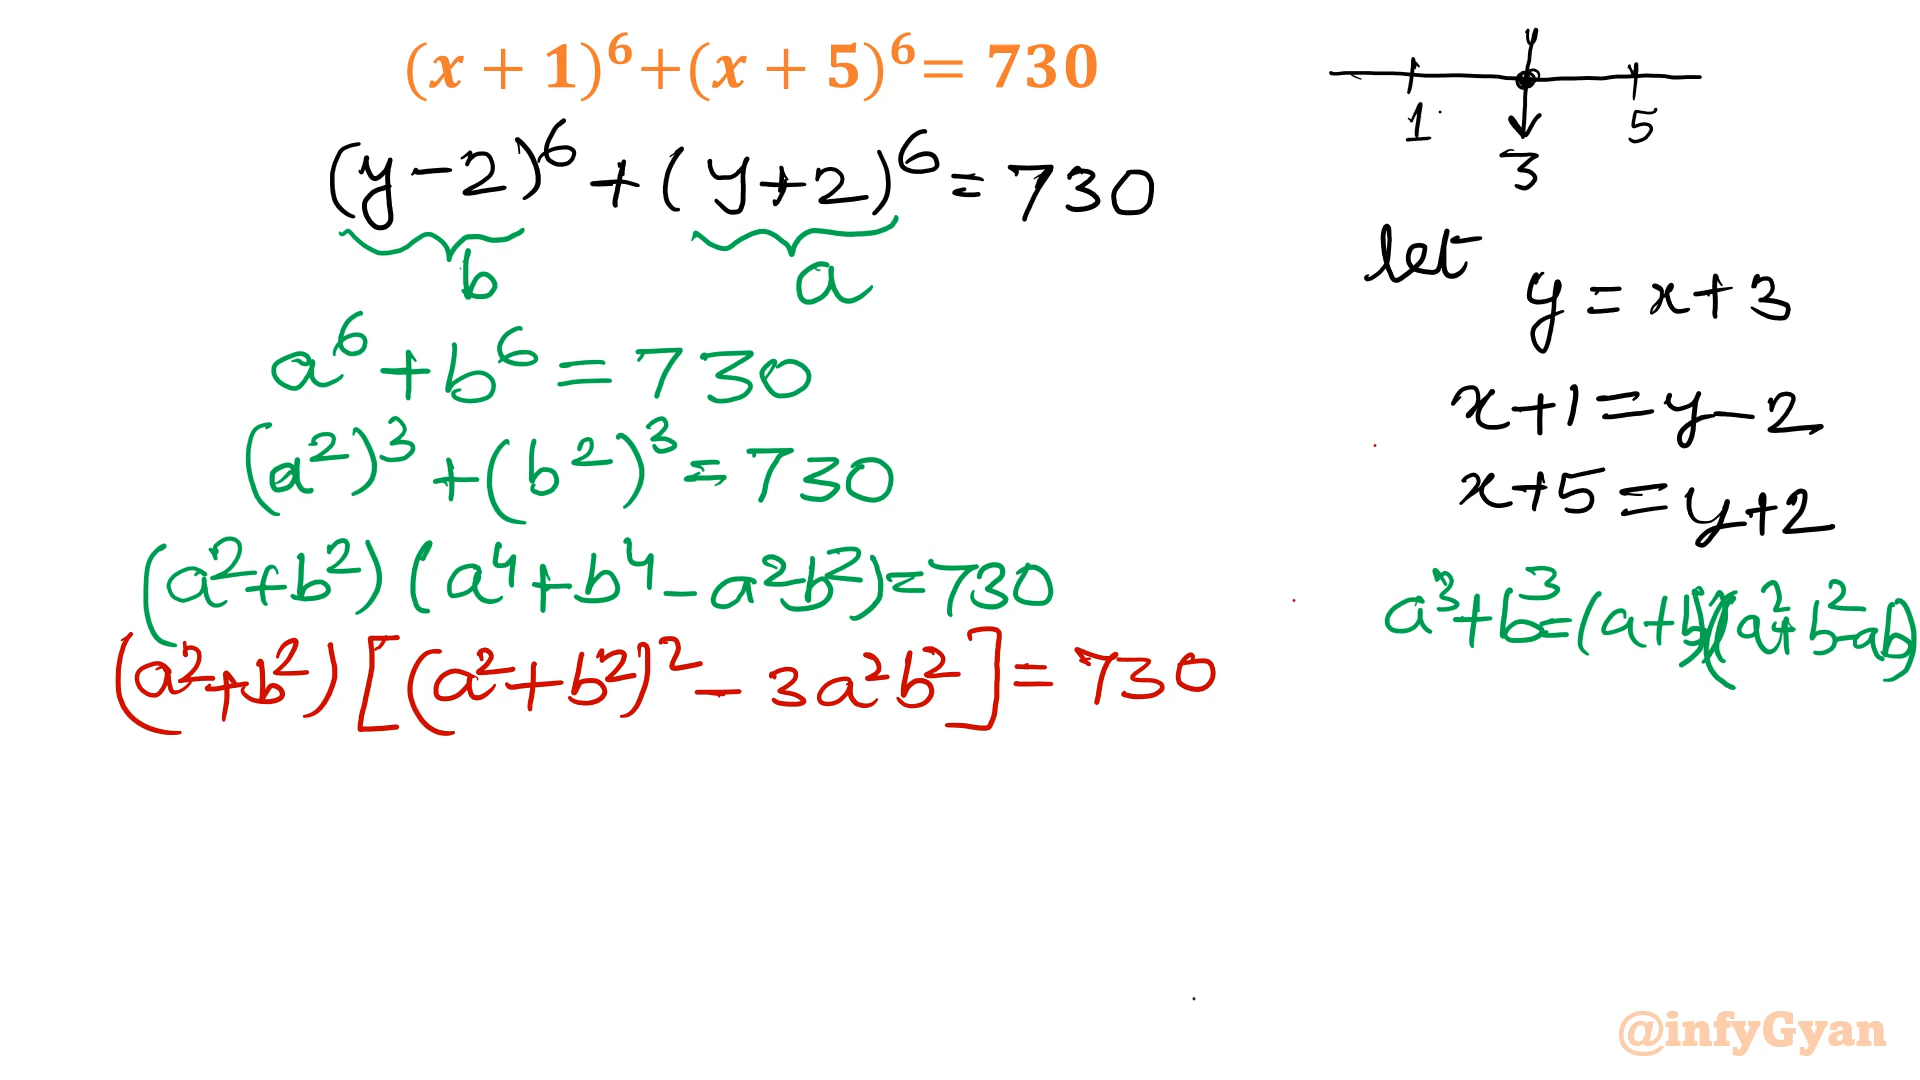 (x + 1)⁶+(x + 5)⁶= 730
(y-2)⁶ + (y+2)⁶ = 730
b a
a⁶ + b⁶ = 730
(a²)³ + (b²)³ = 730
(a²+b²) (a⁴+b⁴ - a²b²) = 730
(a²+b²) [(a²+b²)² - 3a²b²] = 730
y
1 5
3
let
y = x+3
x+1 = y-2
x+5 = y+2
a³+b³=(a+b)(a²+b²-ab)
@infyGyan